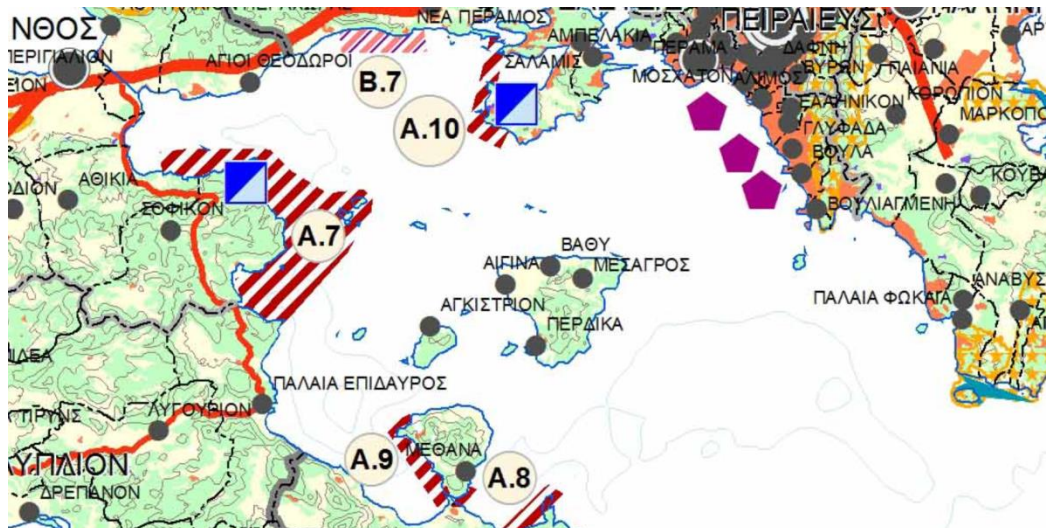 ΝΕΑ ΠΕΡΑΜΟΣ
ΠΕΙΡΑΙΕΥΣ
ΝΘΟΣ
ΑΜΠΕΛΑΚΙΑ
ΠΕΡΑΜΑ
ΔΑΦΝΗ
ΠΕΡΙΓΙΑΛΙΟΝ
ΑΓΙΟΙ ΘΕΟΔΩΡΟΙ
ΣΑΛΑΜΙΣ
ΒΥΡΩΝ
ΠΑΙΑΝΙΑ
ΜΟΣΧΑΤΟΝ
ΑΛΙΜΟΣ
B.7
ΚΟΡΩΠΙΟΝ
ΕΛΛΗΝΙΚΟΝ
ΜΑΡΚΟΠΟ
A.10
ΓΛΥΦΑΔΑ
ΒΟΥΛΑ
ΑΘΙΚΙΑ
ΚΟΥΒΑ
ΣΟΦΙΚΟΝ
ΒΟΥΛΙΑΓΜΕΝΗ
A.7
ΒΑΘΥ
ΑΙΓΙΝΑ
ΜΕΣΑΓΡΟΣ
ΑΝΑΒΥΣ
ΑΓΚΙΣΤΡΙΟΝ
ΠΑΛΑΙΑ ΦΩΚΑΙΑ
ΠΕΡΔΙΚΑ
ΠΑΛΑΙΑ ΕΠΙΔΑΥΡΟΣ
ΛΥΓΟΥΡΙΟΝ
A.9
ΜΕΘΑΝΑ
A.8
ΑΥΠΛΙΟΝ
ΔΡΕΠΑΝΟΝ